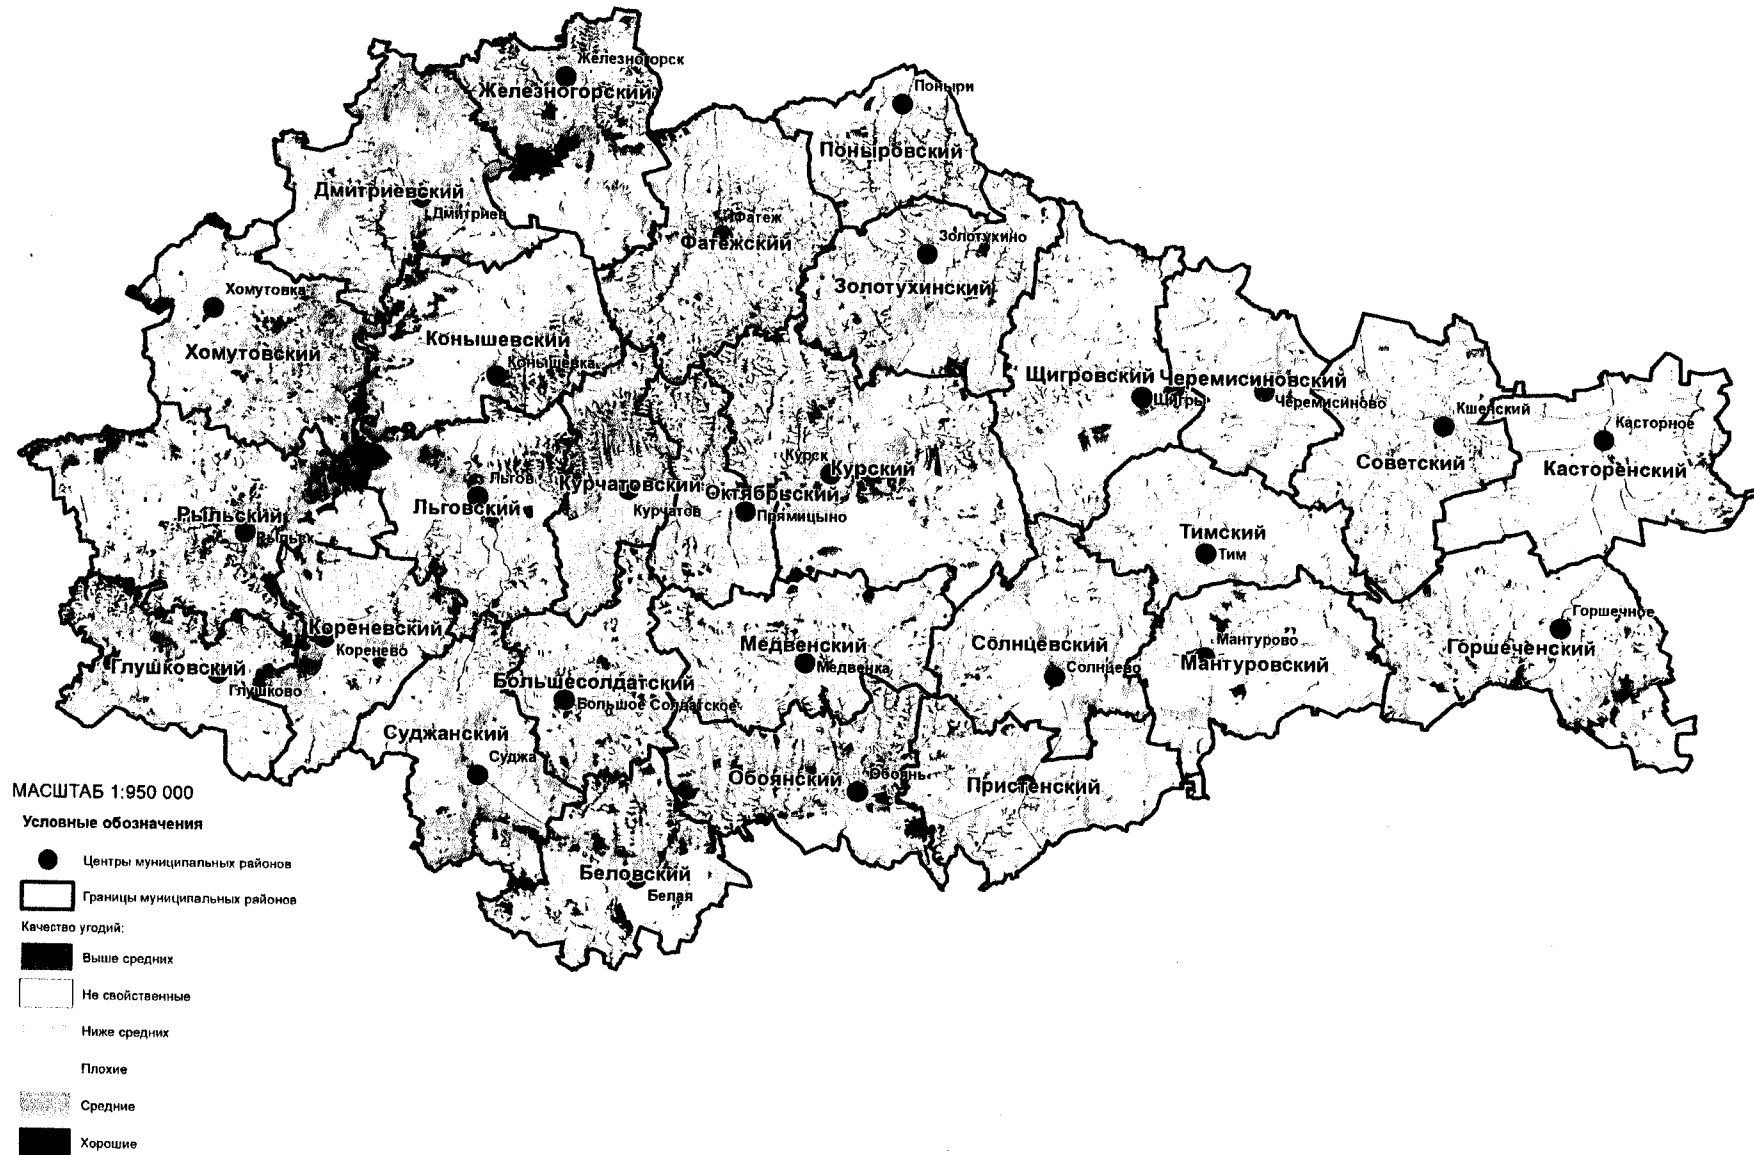 Железногорск
Железногорский
Поныри
Поныровский
Дмитриевский
Дмитриев
Фатеж
Фатежский
Золотухино
Золотухинский
Хомутовка
Хомутовский
Конышевский
Конышевка
Щигровский
Щигры
Черемисиновский
Черемисиново
Кшенский
Советский
Касторное
Касторенский
Курск
Курский
Льгов
Льговский
Курчатовский
Курчатов
Октябрьский
Прямицыно
Рыльский
Рыльск
Тимский
Тим
Кореневский
Коренево
Глушковский
Глушково
Медвенский
Медвенка
Солнцевский
Солнцево
Мантурово
Мантуровский
Горшечное
Горшеченский
Большесолдатский
Большое Солдатское
Суджанский
Суджа
Обоянский
Обоянь
Пристенский
Беловский
Белая
МАСШТАБ 1:950 000
Условные обозначения
Центры муниципальных районов
Границы муниципальных районов
Качество угодий:
Выше средних
Не свойственные
Ниже средних
Плохие
Средние
Хорошие